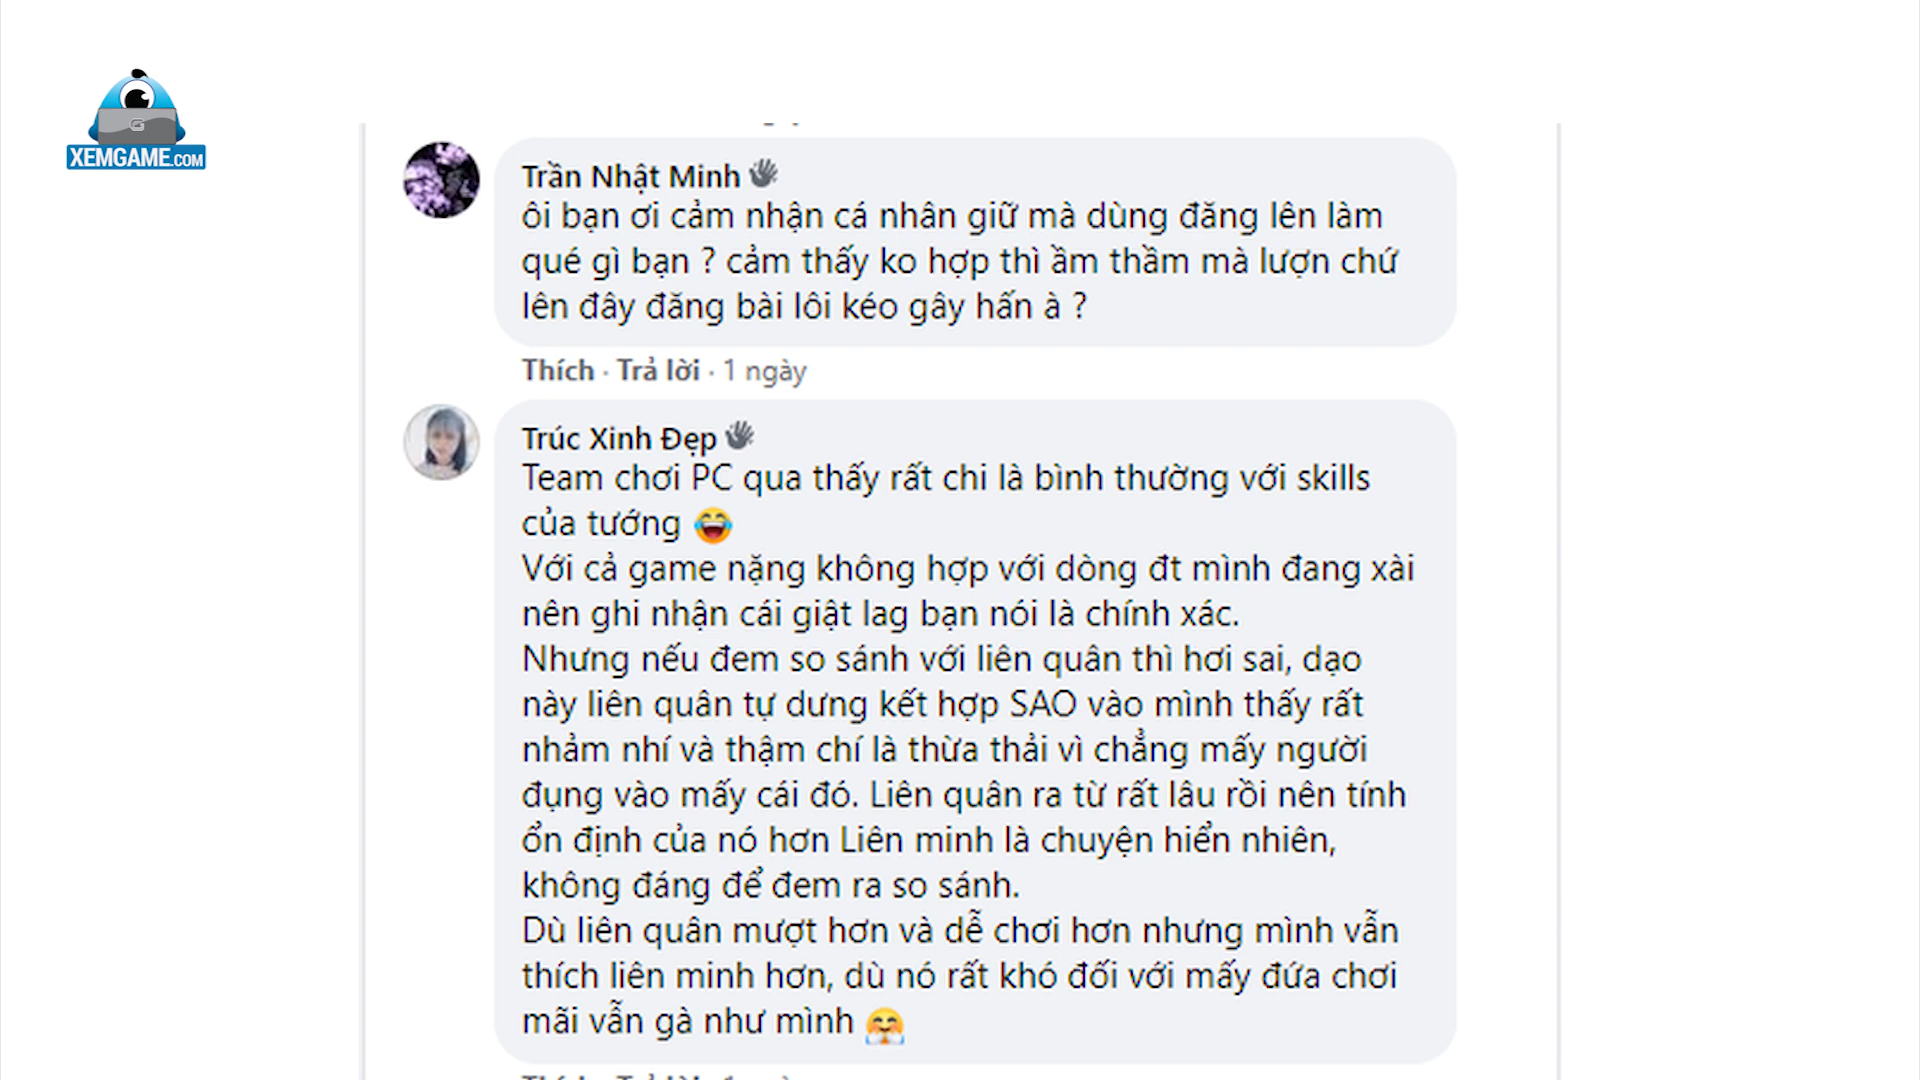 XEMGAME.COM
Trần Nhật Minh
ôi bạn ơi cảm nhận cá nhân giữ mà dùng đăng lên làm
qué gì bạn ? cảm thấy ko hợp thì ầm thầm mà lượn chứ
lên đây đăng bài lôi kéo gây hấn à ?
Thích · Trả lời · 1 ngày
Trúc Xinh Đẹp
Team chơi PC qua thấy rất chi là bình thường với skills
của tướng 😂
Với cả game nặng không hợp với dòng đt mình đang xài
nên ghi nhận cái giật lag bạn nói là chính xác.
Nhưng nếu đem so sánh với liên quân thì hơi sai, dạo
này liên quân tự dưng kết hợp SAO vào mình thấy rất
nhảm nhí và thậm chí là thừa thải vì chẳng mấy người
đụng vào mấy cái đó. Liên quân ra từ rất lâu rồi nên tính
ổn định của nó hơn Liên minh là chuyện hiển nhiên,
không đáng để đem ra so sánh.
Dù liên quân mượt hơn và dễ chơi hơn nhưng mình vẫn
thích liên minh hơn, dù nó rất khó đối với mấy đứa chơi
mãi vẫn gà như mình 🤗